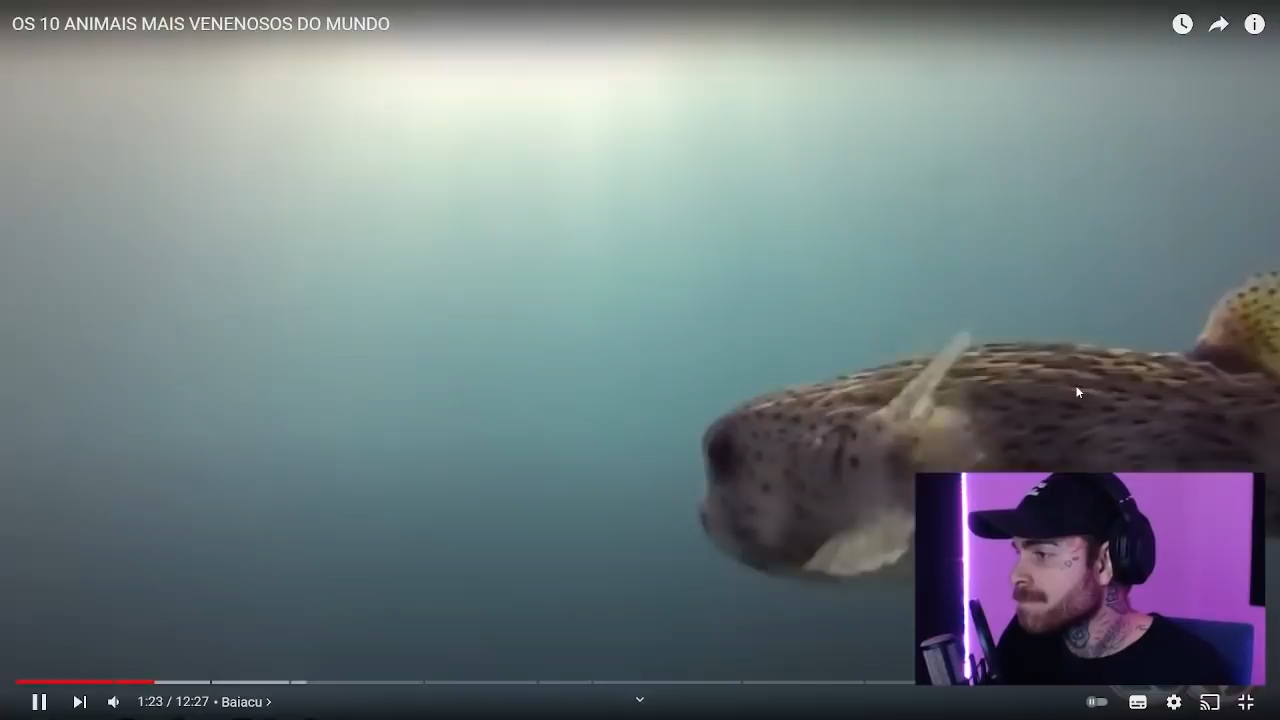 OS 10 ANIMAIS MAIS VENENOSOS DO MUNDO
1:23 / 12:27 • Baiacu >